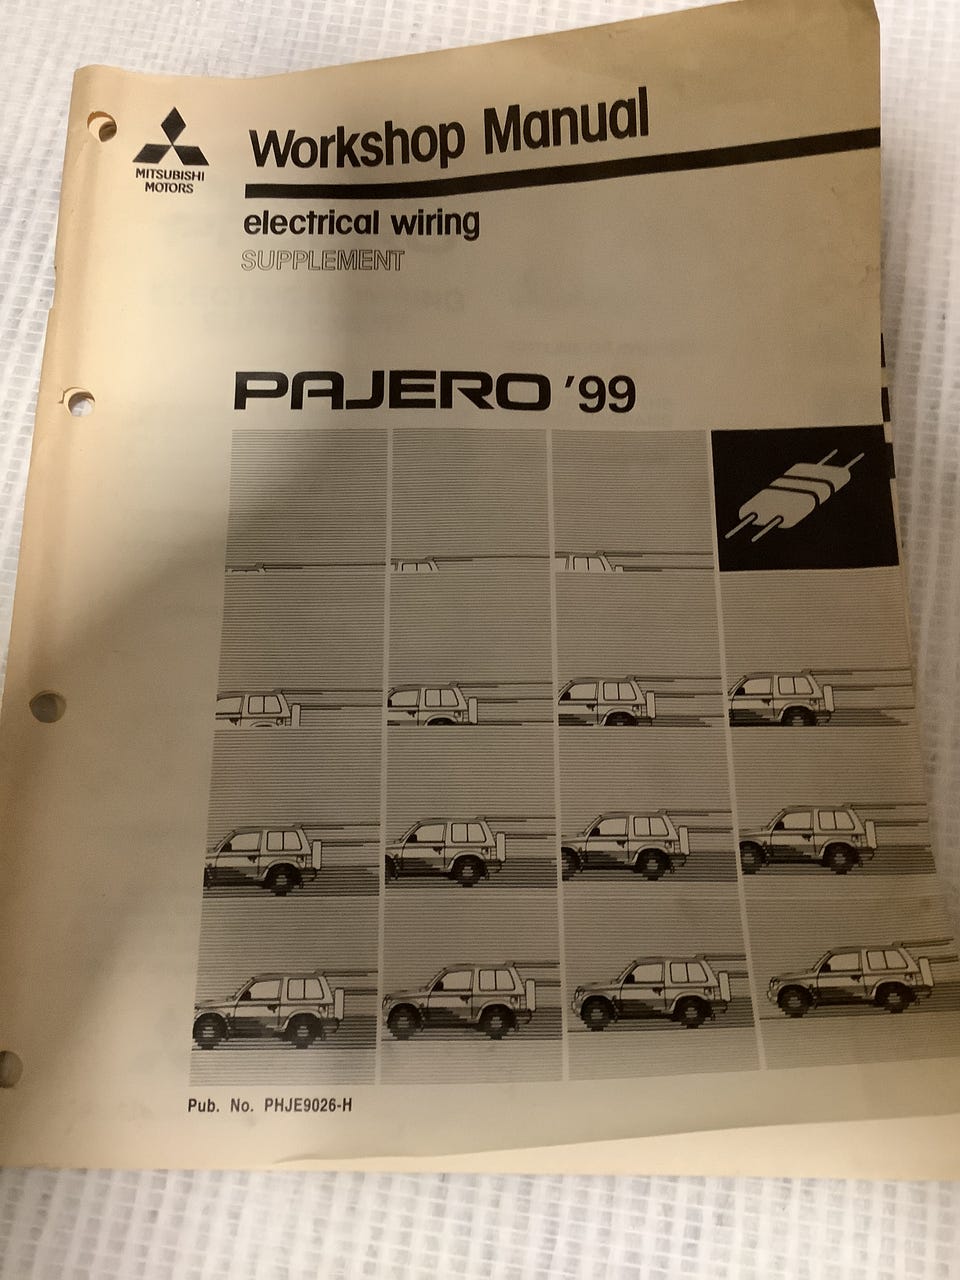 MITSUBISHI
MOTORS
Workshop Manual
electrical wiring
SUPPLEMENT
PAJERO '99
Pub. No. PHJE9026-H